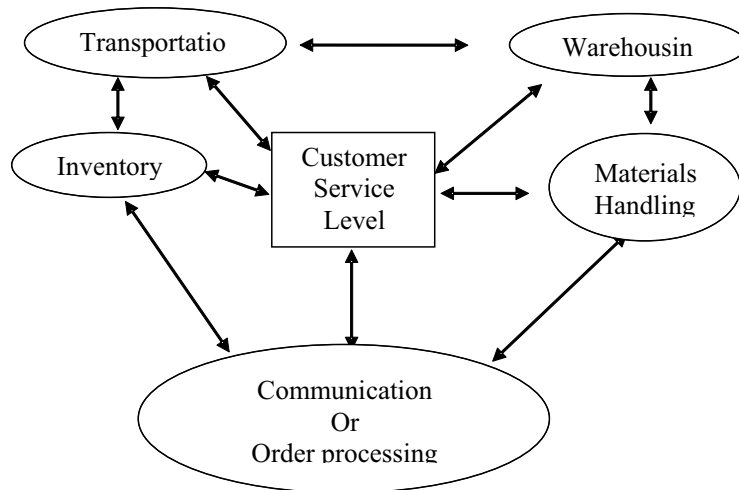 Transportatio
Warehousin
Inventory
Customer
Service
Level
Materials
Handling
Communication
Or
Order processing